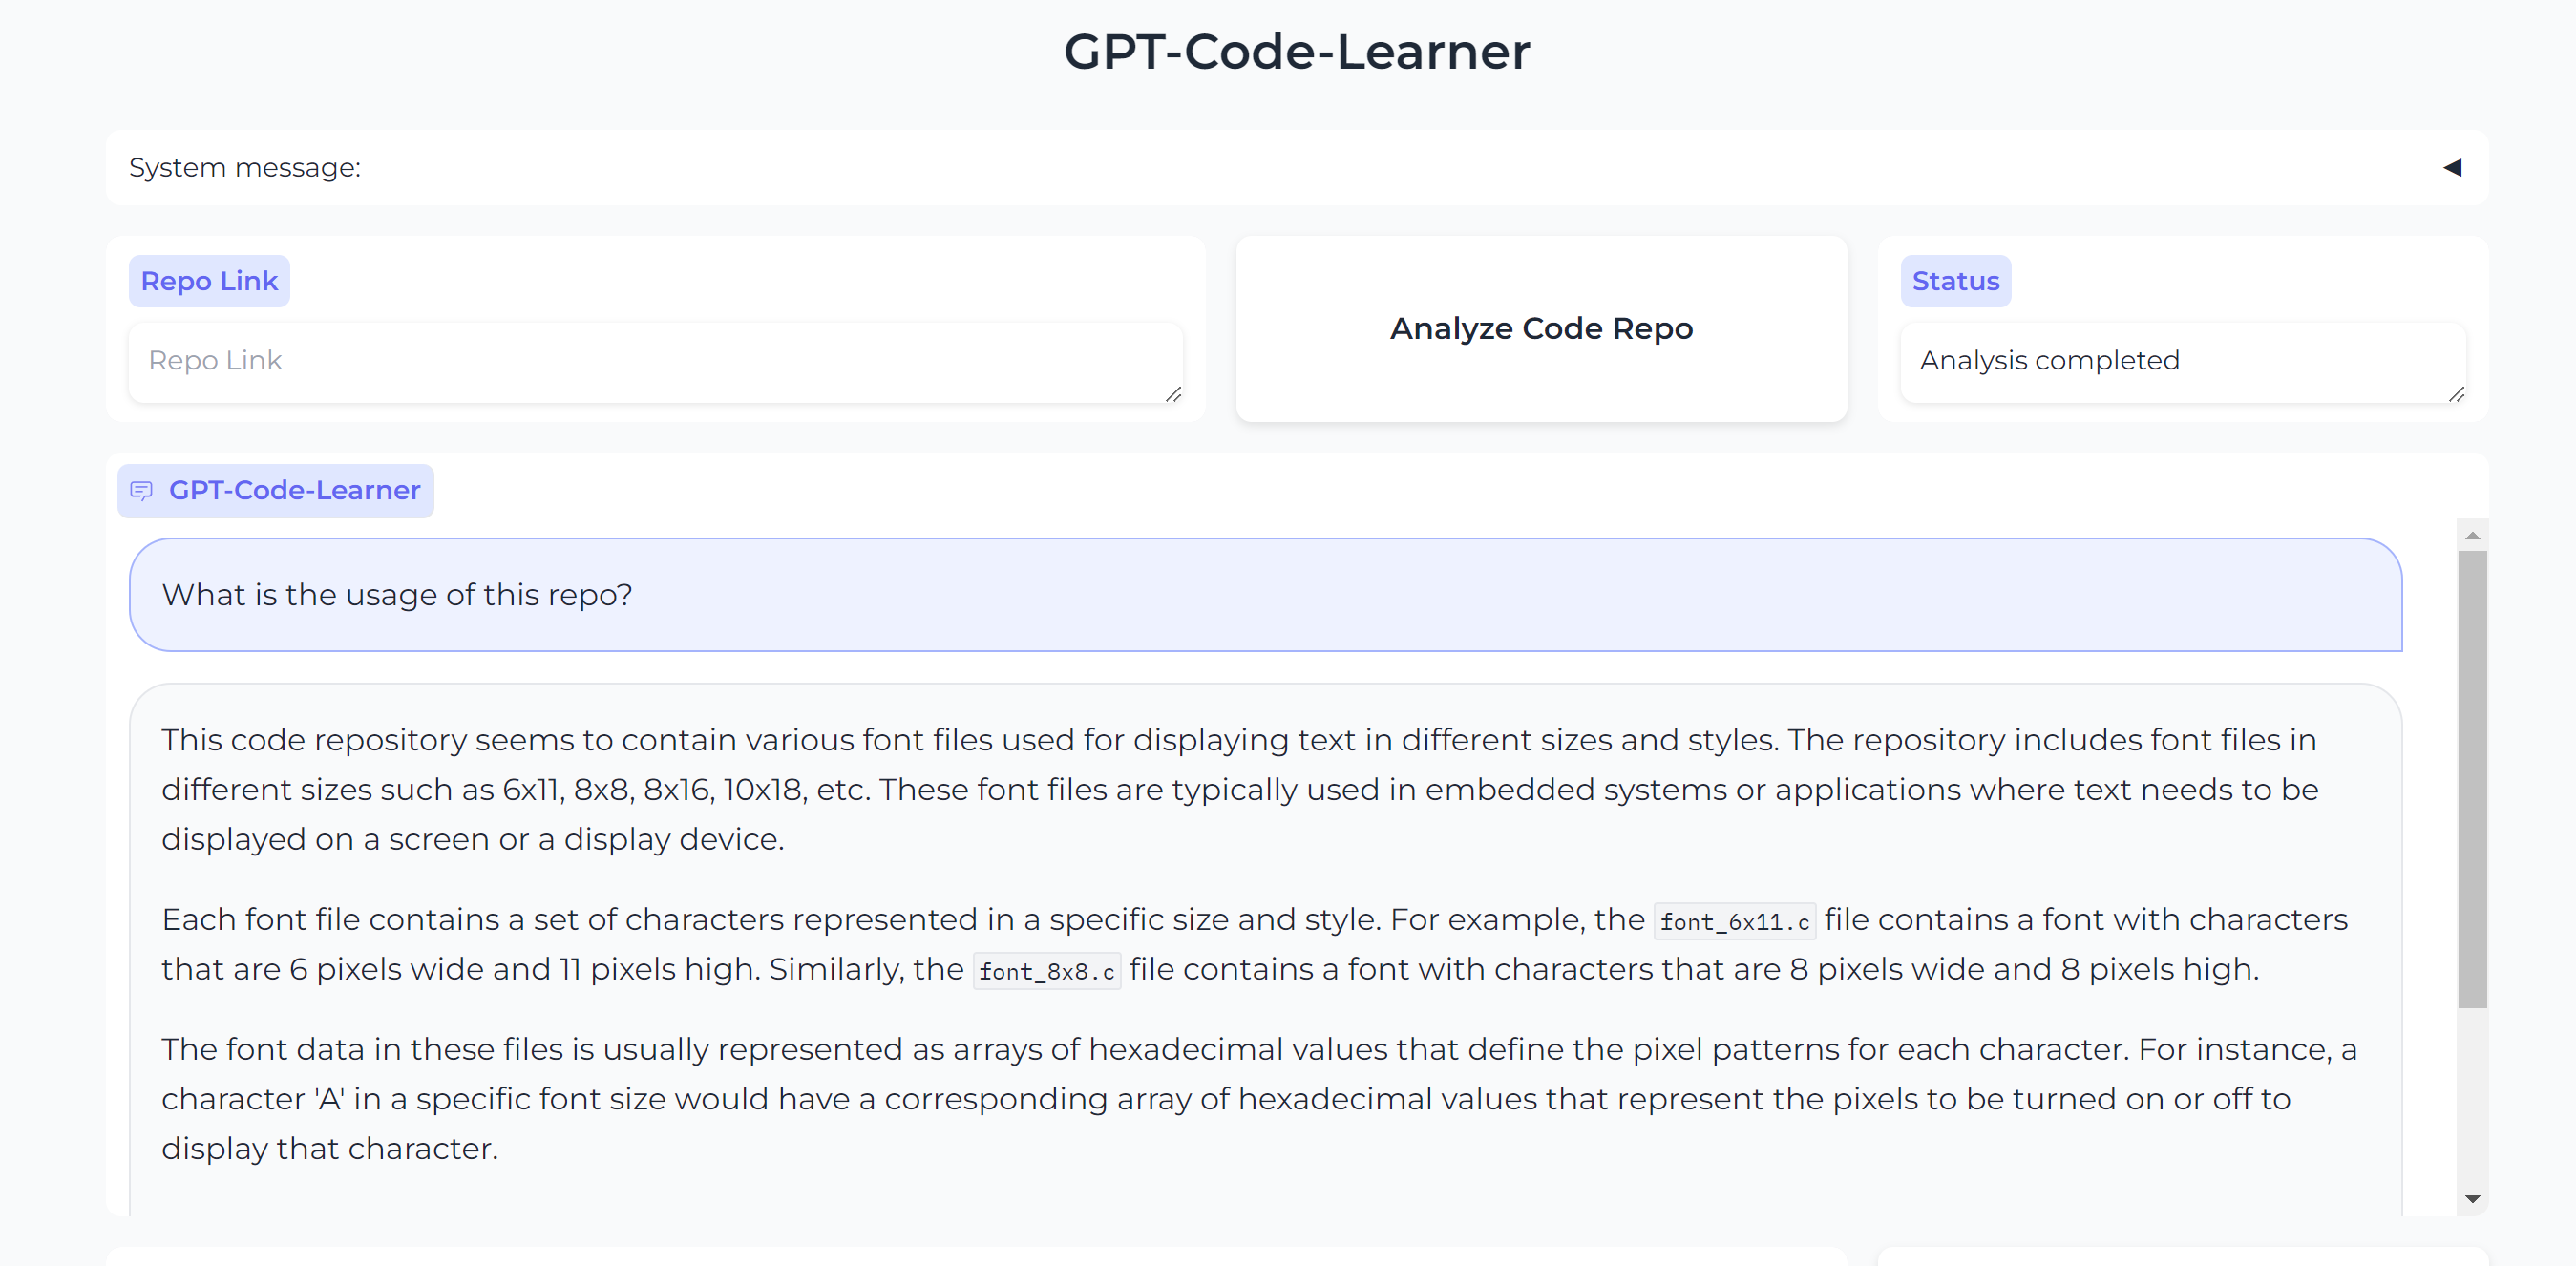 GPT-Code-Learner
System message:
Repo Link
Repo Link
Analyze Code Repo
Status
Analysis completed
GPT-Code-Learner
What is the usage of this repo?
This code repository seems to contain various font files used for displaying text in different sizes and styles. The repository includes font files in
different sizes such as 6x11, 8x8, 8x16, 10x18, etc. These font files are typically used in embedded systems or applications where text needs to be
displayed on a screen or a display device.
Each font file contains a set of characters represented in a specific size and style. For example, the font_6x11.c file contains a font with characters
that are 6 pixels wide and 11 pixels high. Similarly, the font_8x8.c file contains a font with characters that are 8 pixels wide and 8 pixels high.
The font data in these files is usually represented as arrays of hexadecimal values that define the pixel patterns for each character. For instance, a
character 'A' in a specific font size would have a corresponding array of hexadecimal values that represent the pixels to be turned on or off to
display that character.